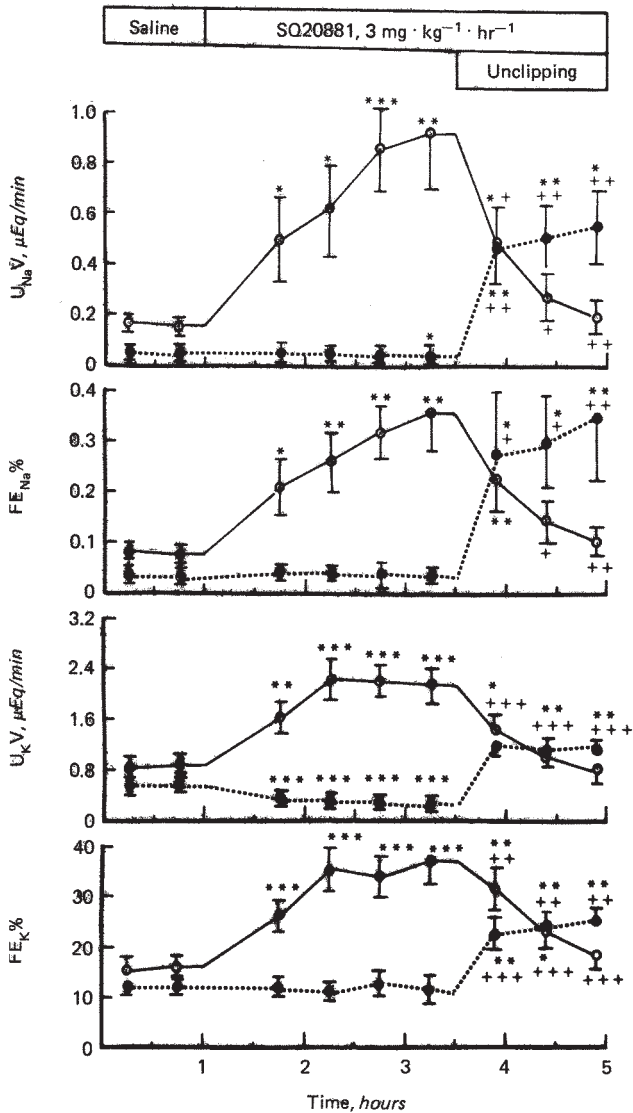 Saline
SQ20881, 3 mg · kg⁻¹ · hr⁻¹
Unclipping
U_Na V̇, µEq/min
1.0
0.8
0.6
0.4
0.2
0
* * * * * * * * *
* + * * + + * + +
* * + + + + +
FE_Na %
0.4
0.3
0.2
0.1
0
* * * * * * *
* + * + * * + +
* * + + +
U_K V, µEq/min
3.2
2.4
1.6
0.8
0
* * * * * * * * * * *
* + + + * * + + + * * + + +
* * * * * * * * * * * *
FE_K %
40
30
20
10
0
* * * * * * * * * * * *
* * + + * * + + * * + +
* * + + + * + + + + + +
1 2 3 4 5
Time, hours